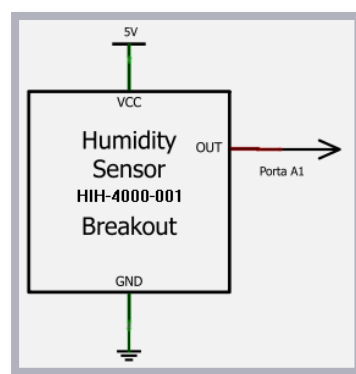 5V
VCC
Humidity
Sensor
OUT
HIH-4000-001
Porta A1
Breakout
GND